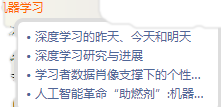 机器学习
• 深度学习的昨天、今天和明天
• 深度学习研究与进展
• 学习者数据肖像支撑下的个性...
• 人工智能革命“助燃剂”:机器...